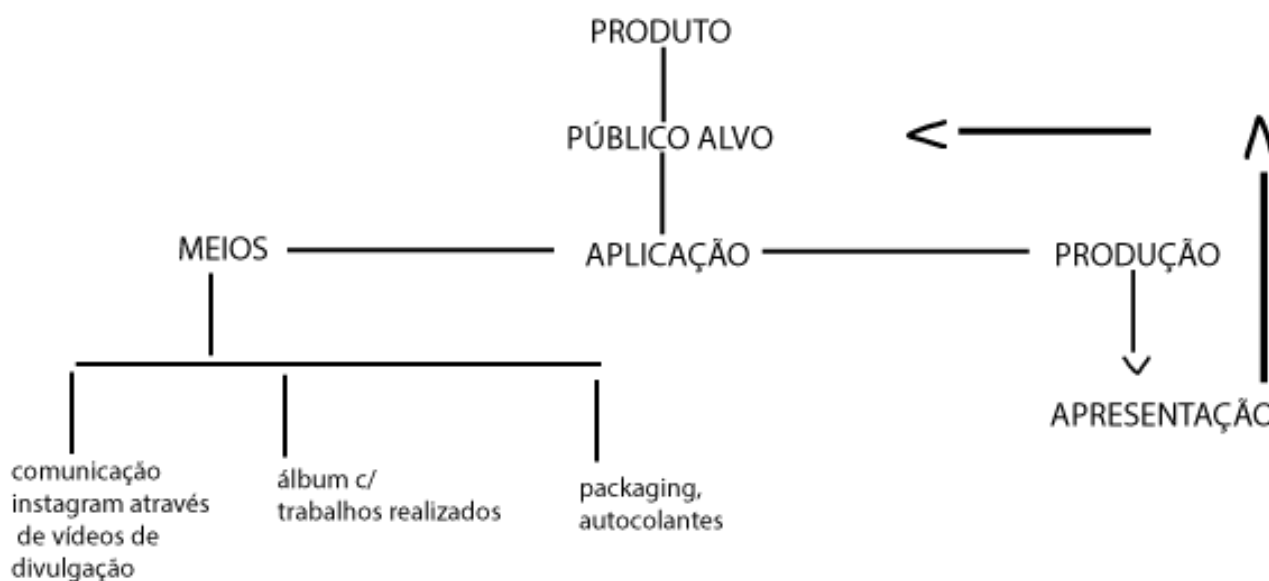 PRODUTO
PÚBLICO ALVO
MEIOS
APLICAÇÃO
PRODUÇÃO
APRESENTAÇÃO
comunicação
instagram através
de vídeos de
divulgação
álbum c/
trabalhos realizados
packaging,
autocolantes